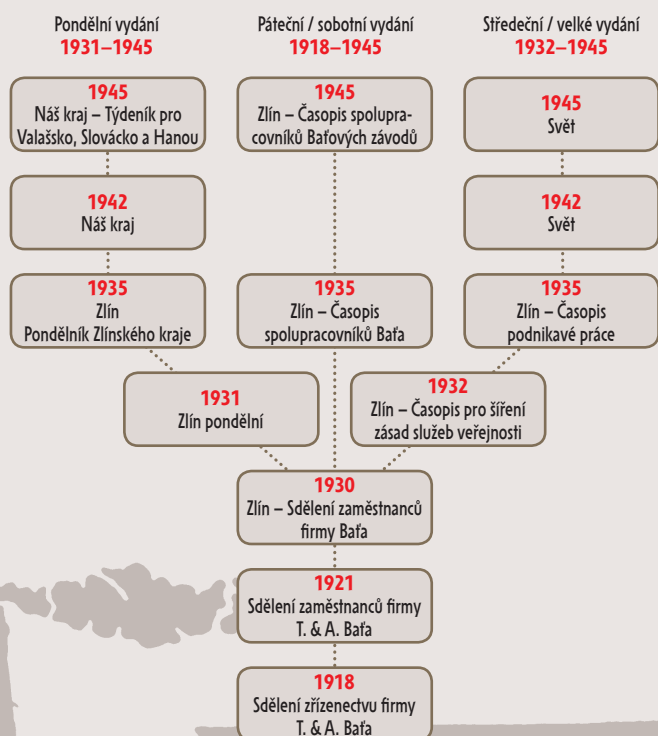 Pondělní vydání
1931–1945
Páteční / sobotní vydání
1918–1945
Středeční / velké vydání
1932–1945
1945
Náš kraj – Týdeník pro
Valašsko, Slovácko a Hanou
1945
Zlín – Časopis spolupra-
covníků Baťových závodů
1945
Svět
1942
Náš kraj
1942
Svět
1935
Zlín
Pondělník Zlínského kraje
1935
Zlín – Časopis
spolupracovníků Baťa
1935
Zlín – Časopis
podnikavé práce
1931
Zlín pondělní
1932
Zlín – Časopis pro šíření
zásad služeb veřejnosti
1930
Zlín – Sdělení zaměstnanců
firmy Baťa
1921
Sdělení zaměstnanců firmy
T. & A. Baťa
1918
Sdělení zřízenectvu firmy
T. & A. Baťa